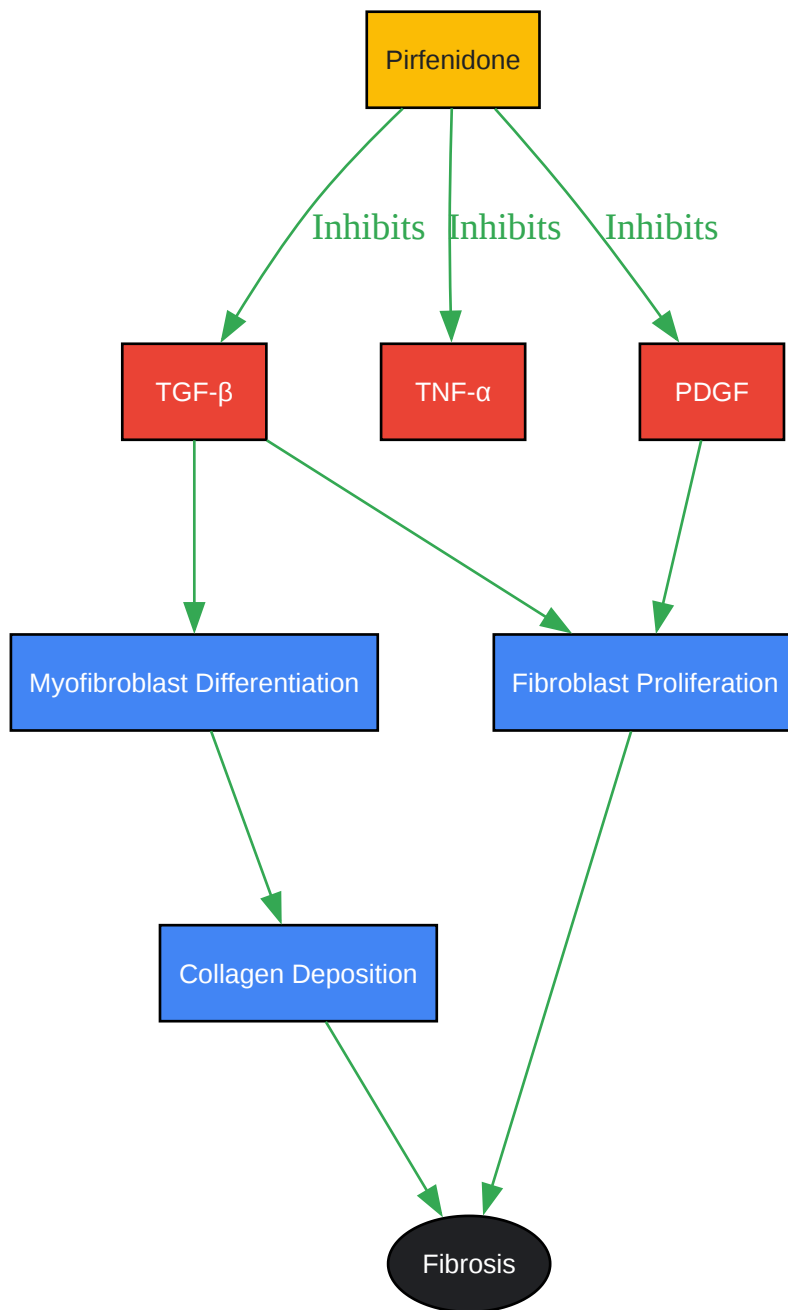 Pirfenidone
Inhibits
Inhibits
Inhibits
TGF-β
TNF-α
PDGF
Myofibroblast Differentiation
Fibroblast Proliferation
Collagen Deposition
Fibrosis